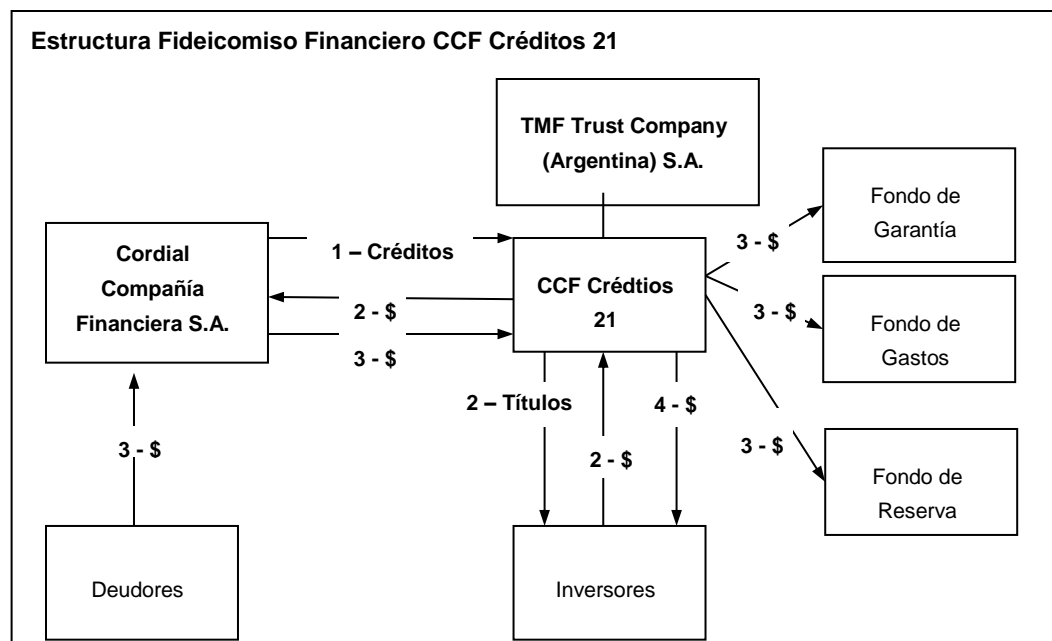 Estructura Fideicomiso Financiero CCF Créditos 21
TMF Trust Company
(Argentina) S.A.
Fondo de
Garantía
Cordial
Compañía
Financiera S.A.
1 – Créditos
3 - $
CCF Crédtios
21
2 - $
3 - $
3 - $
Fondo de
Gastos
2 – Títulos
4 - $
3 - $
2 - $
3 - $
Fondo de
Reserva
Deudores
Inversores